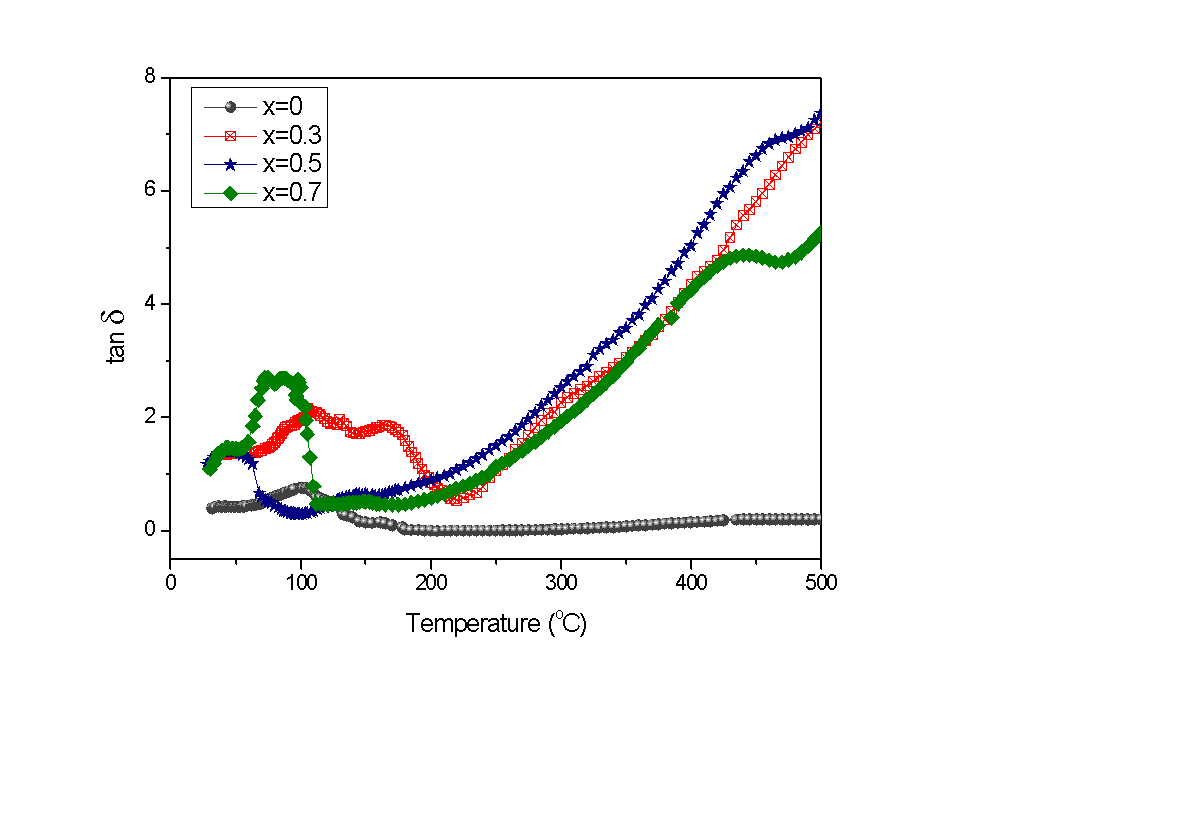 8
6
4
2
0
tan δ
x=0
x=0.3
x=0.5
x=0.7
0 100 200 300 400 500
Temperature (°C)